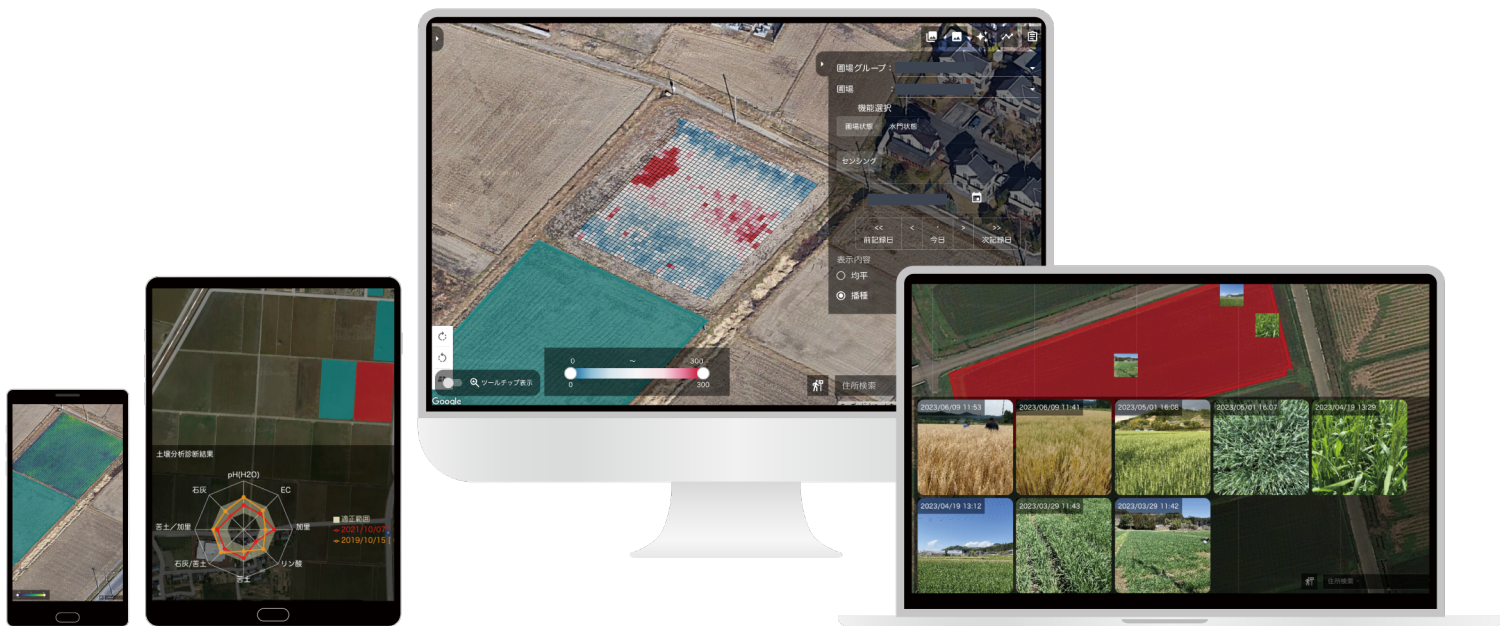 圃場グループ：
圃場 ：
機能選択
圃場状態 水門状態
センシング
<< < ・ > >>
前記録日 今日 次記録日
表示内容
均平
播種
0 ～ 300
0 300
ツールチップ表示
住所検索
Google
土壌分析診断結果
pH(H2O)
EC
加里
リン酸
苦土
石灰/苦土
苦土／加里
石灰
適正範囲
2021/10/07
2019/10/15
2023/06/09 11:53
2023/06/09 11:41
2023/05/01 16:08
2023/05/01 16:07
2023/04/19 13:29
2023/04/19 13:12
2023/03/29 11:43
2023/03/29 11:42
住所検索